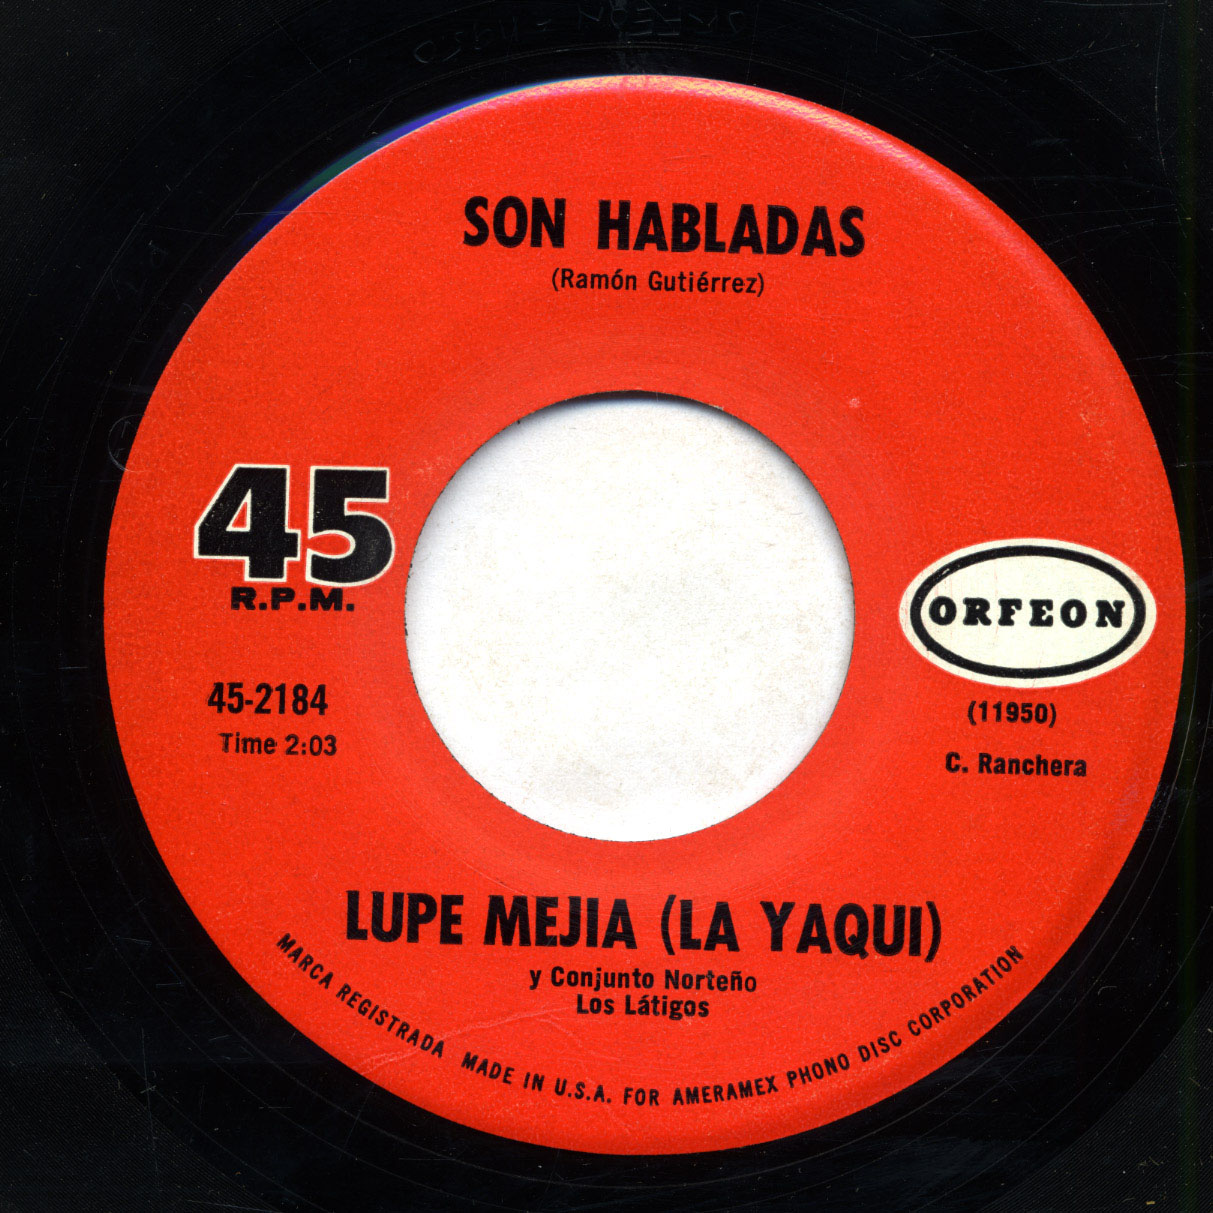 SON HABLADAS
(Ramón Gutiérrez)
45
R.P.M.
ORFEON
45-2184
Time 2:03
(11950)
C. Ranchera
LUPE MEJIA (LA YAQUI)
y Conjunto Norteño
Los Látigos
MARCA REGISTRADA MADE IN U.S.A. FOR AMERAMEX PHONO DISC CORPORATION